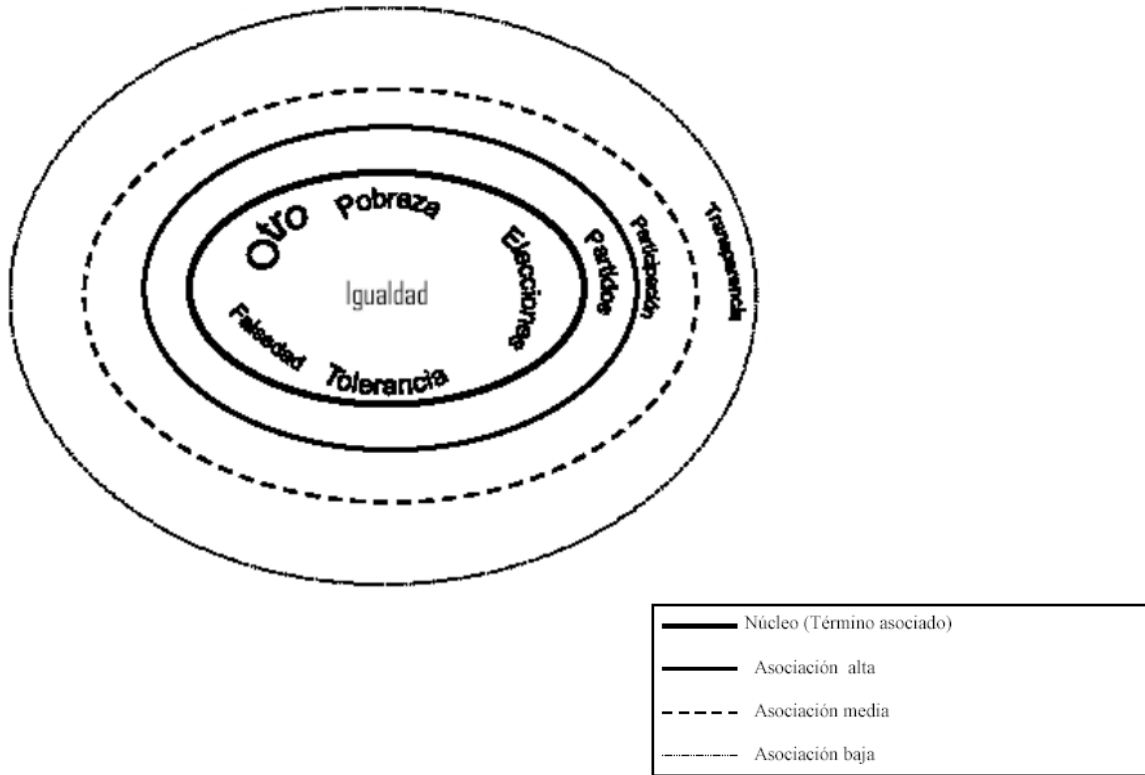 Otro
Pobraza
Elecciones
Partidos
Participación
Transparencia
Igualdad
Falsedad
Tolerancia
Núcleo (Término asociado)
Asociación alta
Asociación media
Asociación baja